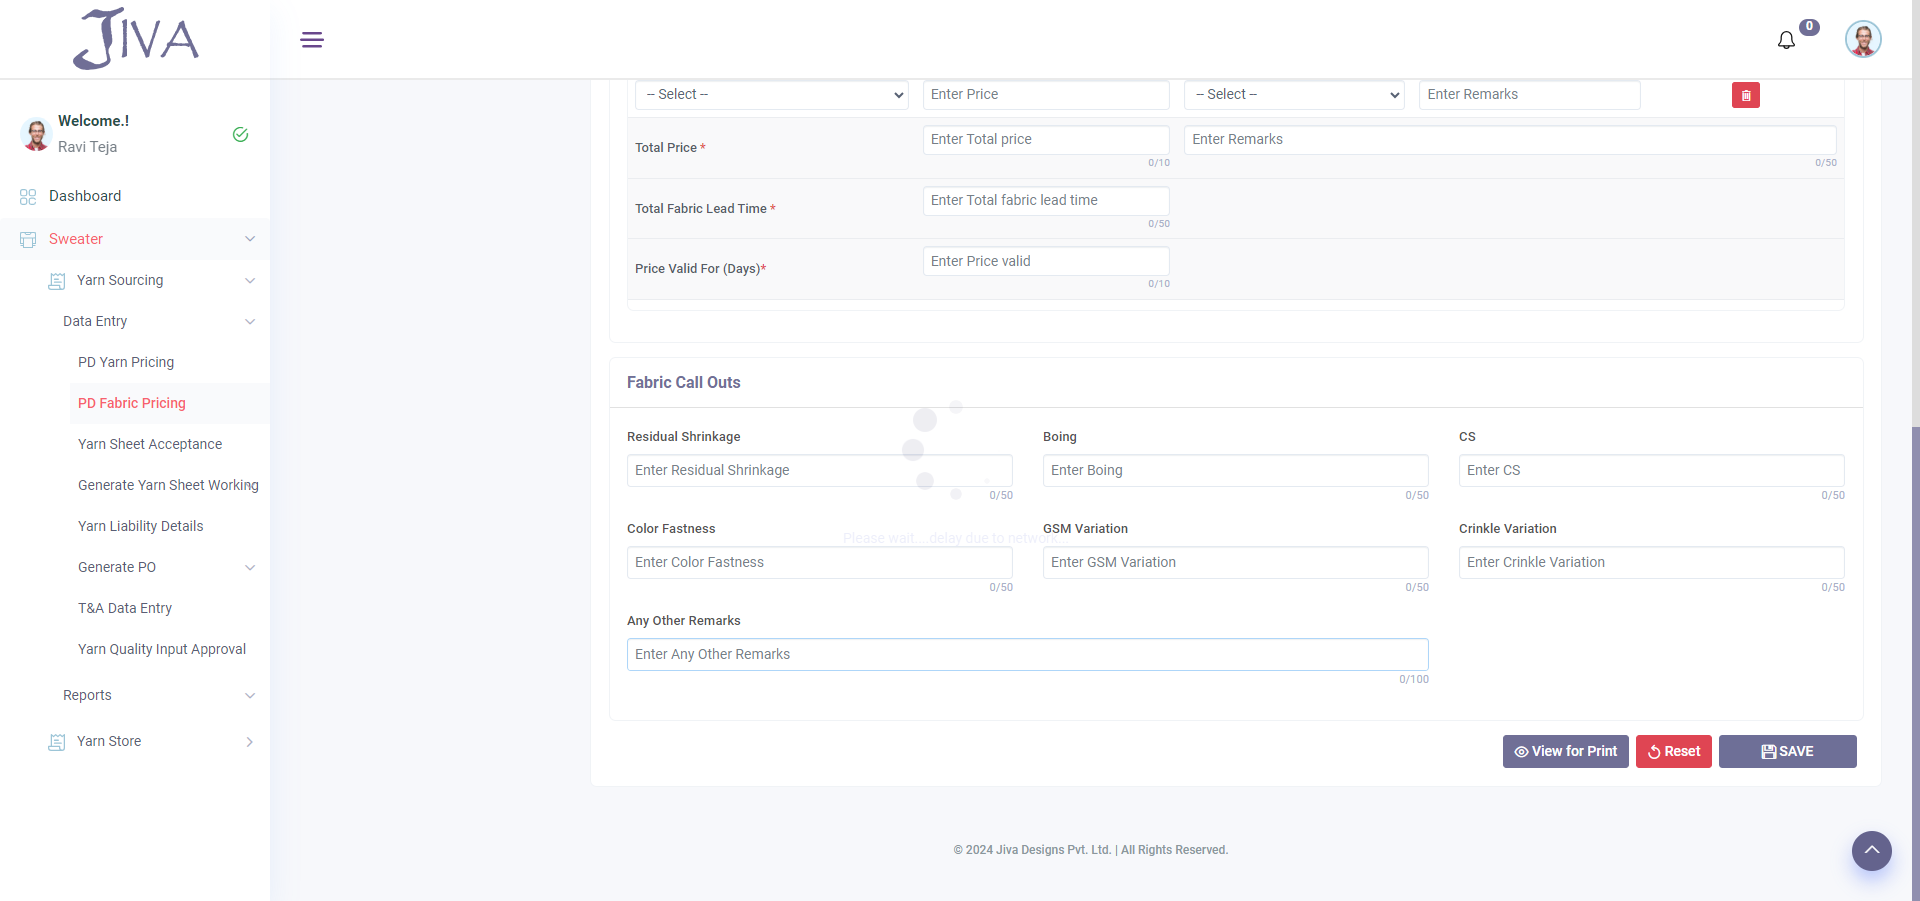 JIVA
0
Welcome.!
Ravi Teja
Dashboard
Sweater
Yarn Sourcing
Data Entry
PD Yarn Pricing
PD Fabric Pricing
Yarn Sheet Acceptance
Generate Yarn Sheet Working
Yarn Liability Details
Generate PO
T&A Data Entry
Yarn Quality Input Approval
Reports
Yarn Store
-- Select -- Enter Price -- Select -- Enter Remarks
Total Price * Enter Total price Enter Remarks
0/10 0/50
Total Fabric Lead Time * Enter Total fabric lead time
0/50
Price Valid For (Days)* Enter Price valid
0/10
Fabric Call Outs
Residual Shrinkage Boing CS
Enter Residual Shrinkage Enter Boing Enter CS
0/50 0/50 0/50
Color Fastness GSM Variation Crinkle Variation
Please wait....delay due to network...
Enter Color Fastness Enter GSM Variation Enter Crinkle Variation
0/50 0/50 0/50
Any Other Remarks
Enter Any Other Remarks
0/100
View for Print Reset SAVE
© 2024 Jiva Designs Pvt. Ltd. | All Rights Reserved.